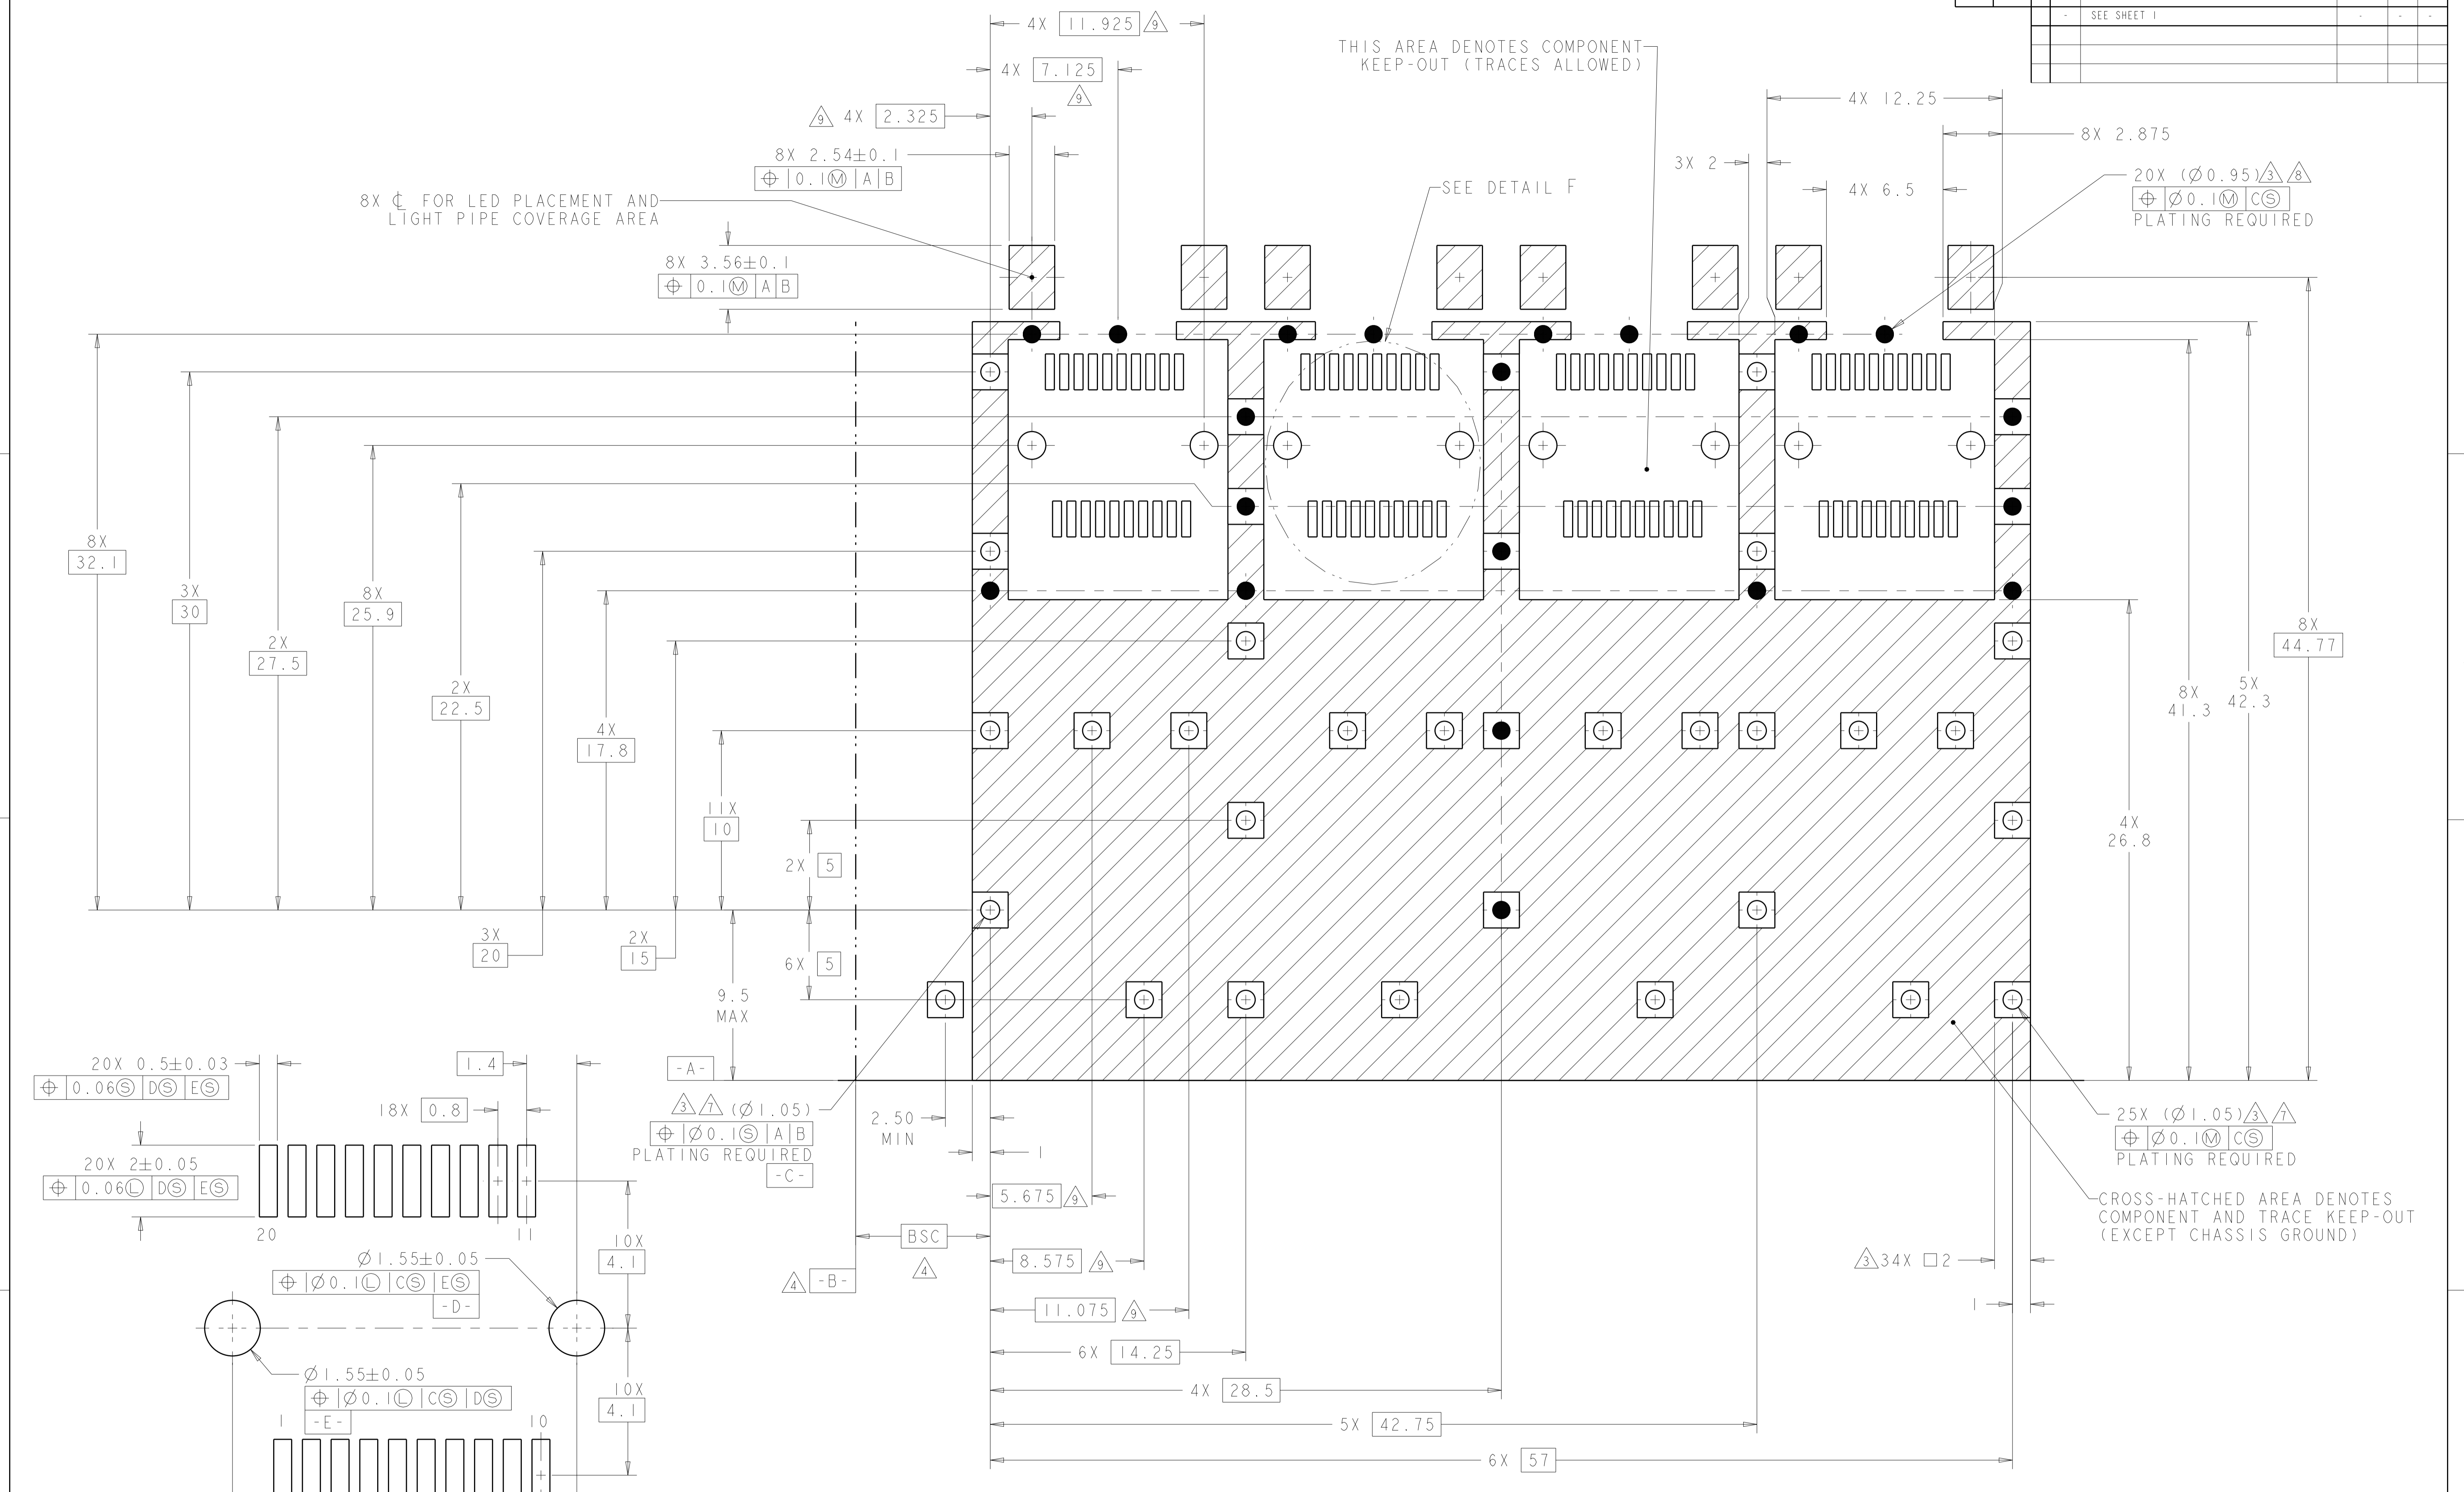 - SEE SHEET 1 - - -
4X 11.925 9
4X 7.125
9
9 4X 2.325
8X 2.54±0.1
⌖ 0.1Ⓜ A B
8X ℄ FOR LED PLACEMENT AND
LIGHT PIPE COVERAGE AREA
8X 3.56±0.1
⌖ 0.1Ⓜ A B
THIS AREA DENOTES COMPONENT
KEEP-OUT (TRACES ALLOWED)
SEE DETAIL F
3X 2
4X 12.25
8X 2.875
4X 6.5
20X (Ø0.95) 3 8
⌖ Ø0.1Ⓜ CⓈ
PLATING REQUIRED
8X
32.1
3X
30
2X
27.5
8X
25.9
2X
22.5
3X
20
4X
17.8
2X
15
11X
10
2X 5
6X 5
9.5
MAX
8X
44.77
5X
42.3
8X
41.3
4X
26.8
-A-
3 7 (Ø1.05)
⌖ Ø0.1Ⓢ A B
PLATING REQUIRED
-C-
2.50
MIN
1
5.675 9
BSC
4
4 -B-
8.575 9
11.075 9
6X 14.25
4X 28.5
5X 42.75
6X 57
25X (Ø1.05) 3 7
⌖ Ø0.1Ⓜ CⓈ
PLATING REQUIRED
CROSS-HATCHED AREA DENOTES
COMPONENT AND TRACE KEEP-OUT
(EXCEPT CHASSIS GROUND)
3 34X □2
1
20X 0.5±0.03
⌖ 0.06Ⓢ DⓈ EⓈ
1.4
18X 0.8
20X 2±0.05
⌖ 0.06Ⓛ DⓈ EⓈ
20 11
10X
4.1
Ø1.55±0.05
⌖ Ø0.1Ⓛ CⓈ EⓈ
-D-
Ø1.55±0.05
⌖ Ø0.1Ⓛ CⓈ DⓈ
-E-
10X
4.1
1 10